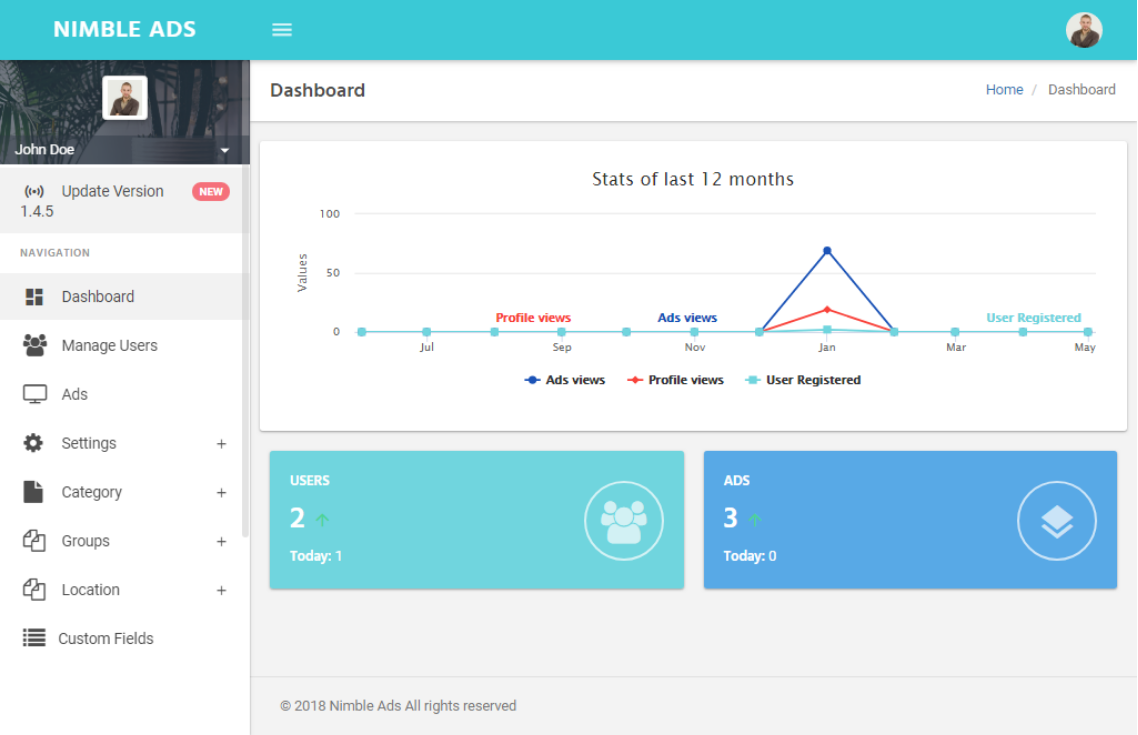 NIMBLE ADS
John Doe
Update Version NEW
1.4.5
NAVIGATION
Dashboard
Manage Users
Ads
Settings +
Category +
Groups +
Location +
Custom Fields
Dashboard
Home / Dashboard
Stats of last 12 months
Values
100
50
0
Profile views
Ads views
User Registered
Jul Sep Nov Jan Mar May
Ads views Profile views User Registered
USERS
2
Today: 1
ADS
3
Today: 0
© 2018 Nimble Ads All rights reserved